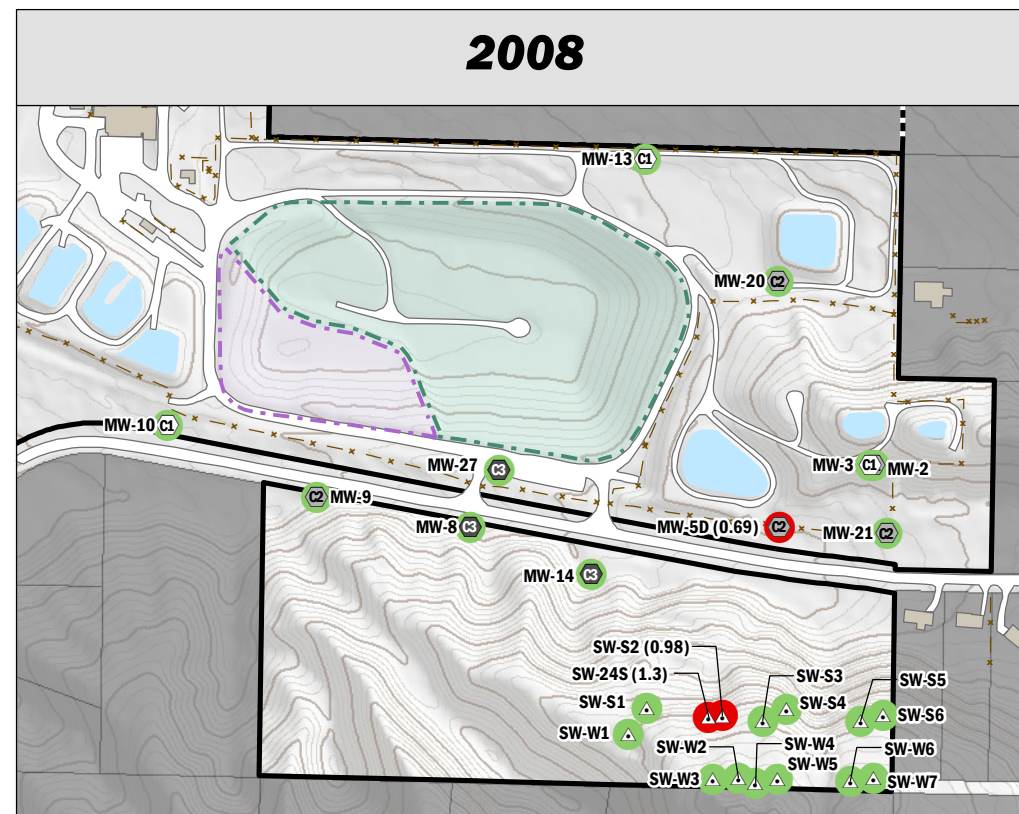 2008
MW-13 C1
MW-20 C2
MW-10 C1
MW-27 C3
MW-3 C1 MW-2
C2 MW-9
MW-8 C3
MW-5D (0.69) C2
MW-21 C2
MW-14 C3
SW-S2 (0.98)
SW-24S (1.3)
SW-S3
SW-S5
SW-S1
SW-S4
SW-S6
SW-W1
SW-W2
SW-W4
SW-W6
SW-W5
SW-W3
SW-W7